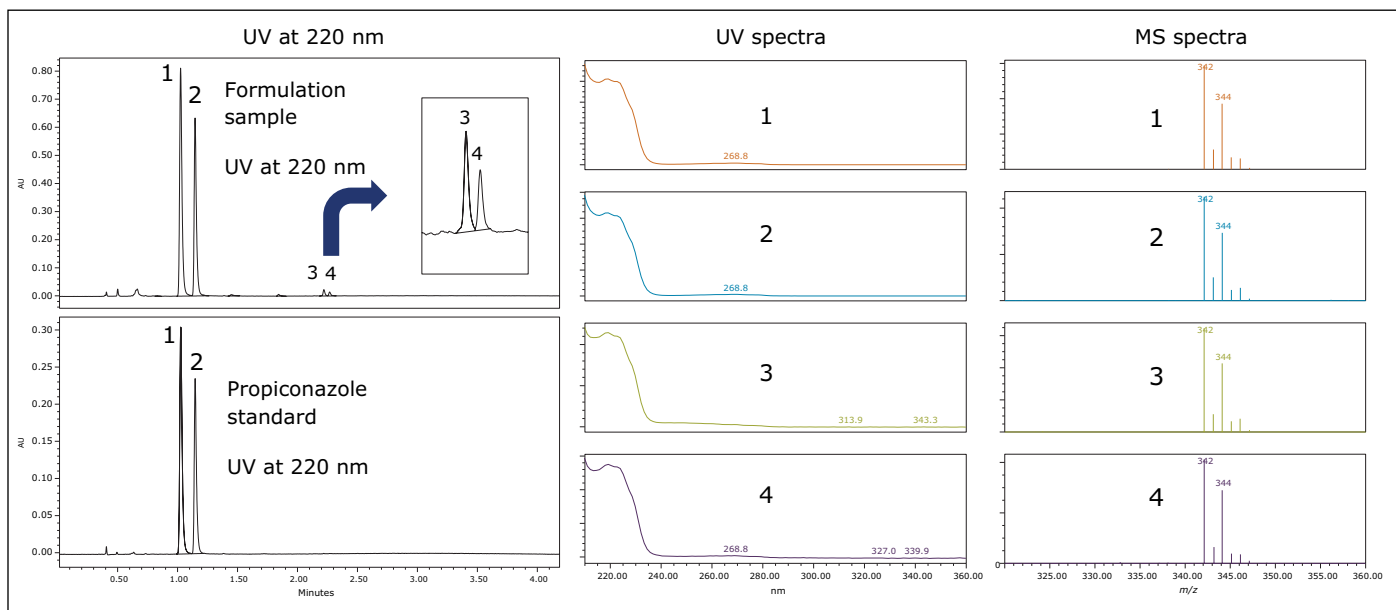 UV at 220 nm
UV spectra
MS spectra
0.80
0.70
0.60
0.50
0.40
0.30
0.20
0.10
0.00
AU
1
2
Formulation
sample
UV at 220 nm
3
4
3 4
0.30
0.25
0.20
0.15
0.10
0.05
0.00
AU
1
2
Propiconazole
standard
UV at 220 nm
0.50 1.00 1.50 2.00 2.50 3.00 3.50 4.00
Minutes
1
268.8
2
268.8
3
313.9 343.3
4
268.8 327.0 339.9
220.00 240.00 260.00 280.00 300.00 320.00 340.00 360.00
nm
342
344
1
342
344
2
342
344
3
342
344
4
0
325.00 330.00 335.00 340.00 345.00 350.00 355.00 360.00
m/z